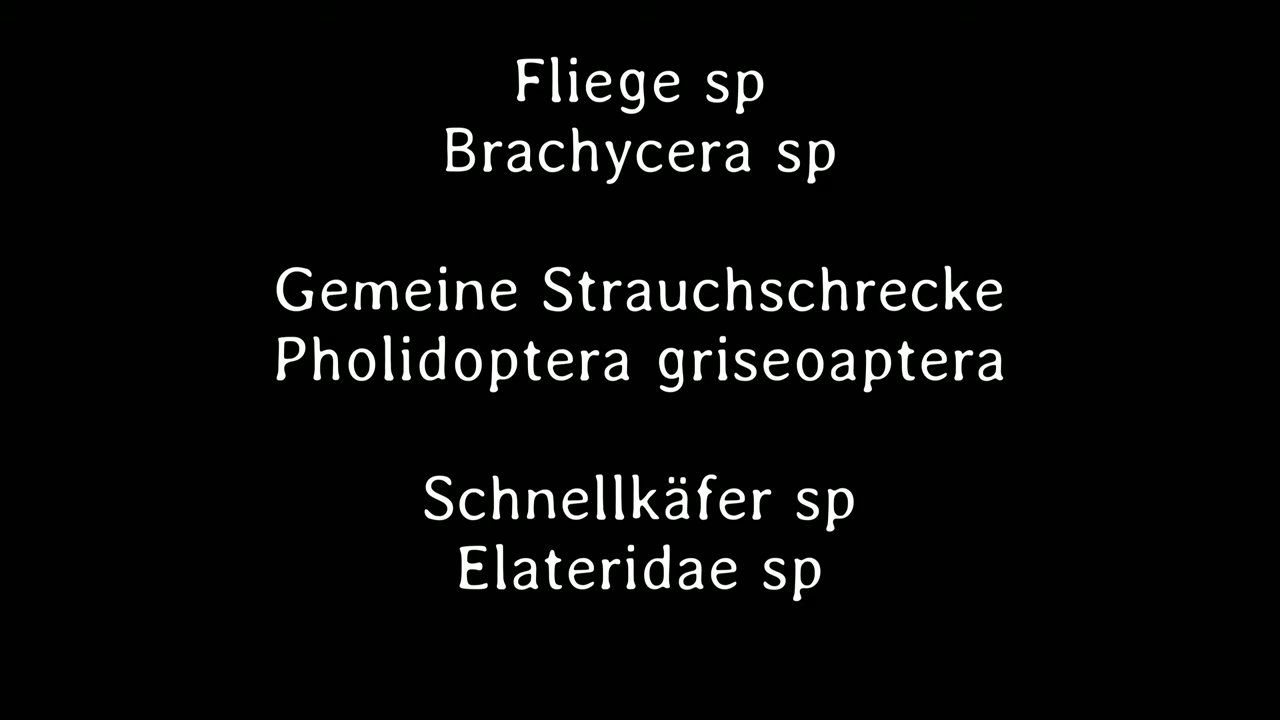 Fliege sp
Brachycera sp
Gemeine Strauchschrecke
Pholidoptera griseoaptera
Schnellkäfer sp
Elateridae sp